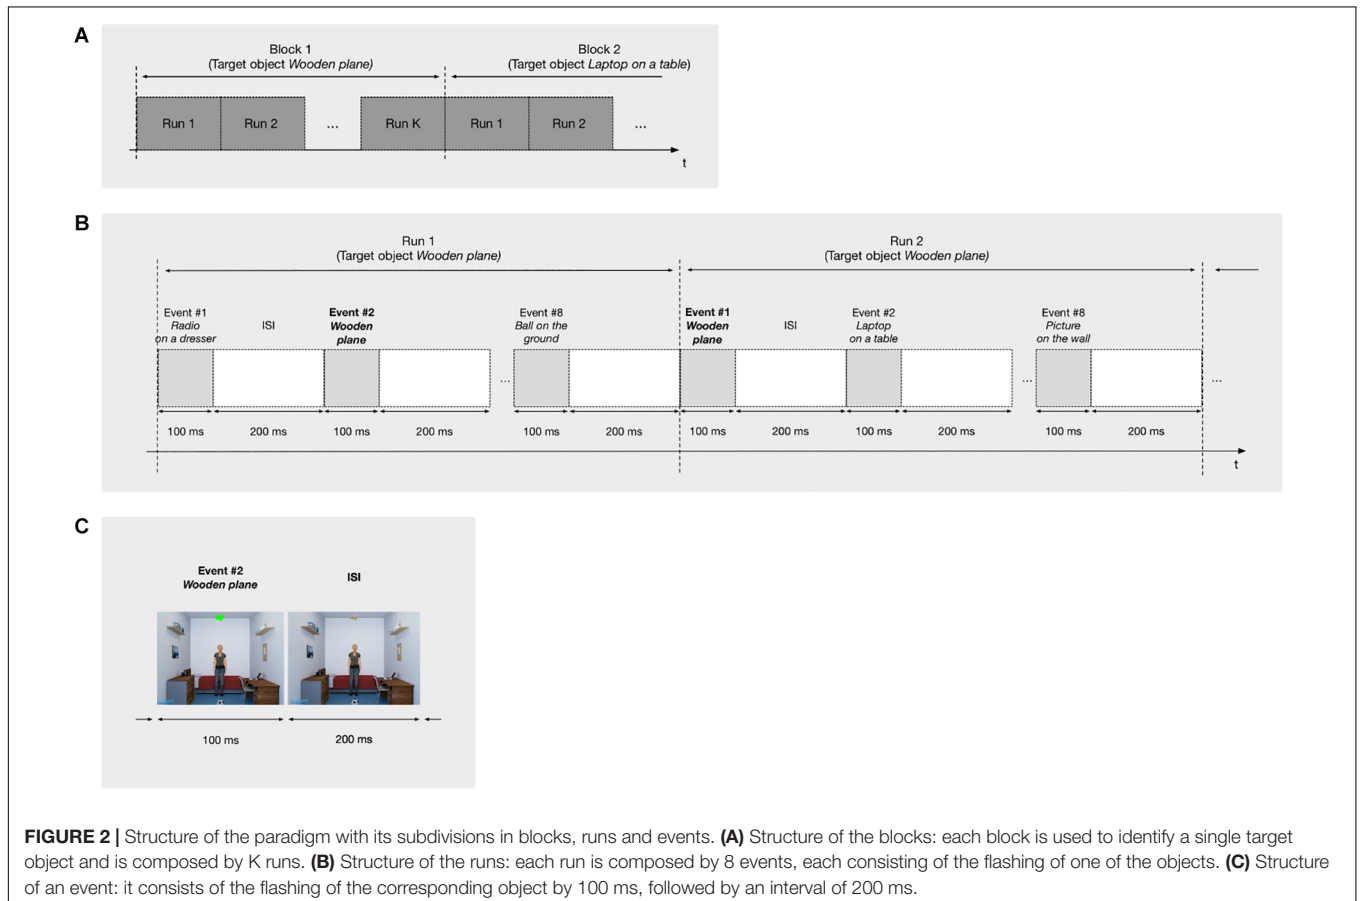 A
Block 1
(Target object Wooden plane)
Block 2
(Target object Laptop on a table)
Run 1
Run 2
...
Run K
Run 1
Run 2
...
t
B
Run 1
(Target object Wooden plane)
Run 2
(Target object Wooden plane)
Event #1
Radio
on a dresser
ISI
Event #2
Wooden
plane
Event #8
Ball on the
ground
Event #1
Wooden
plane
ISI
Event #2
Laptop
on a table
Event #8
Picture
on the wall
...
...
...
100 ms
200 ms
100 ms
200 ms
100 ms
200 ms
100 ms
200 ms
100 ms
200 ms
100 ms
200 ms
t
C
Event #2
Wooden plane
ISI
100 ms
200 ms
FIGURE 2 | Structure of the paradigm with its subdivisions in blocks, runs and events. (A) Structure of the blocks: each block is used to identify a single target
object and is composed by K runs. (B) Structure of the runs: each run is composed by 8 events, each consisting of the flashing of one of the objects. (C) Structure
of an event: it consists of the flashing of the corresponding object by 100 ms, followed by an interval of 200 ms.